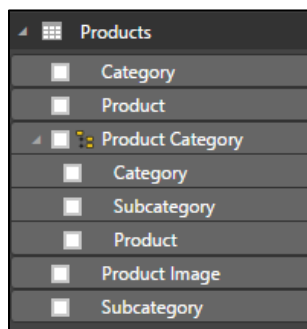 Products
Category
Product
Product Category
Category
Subcategory
Product
Product Image
Subcategory